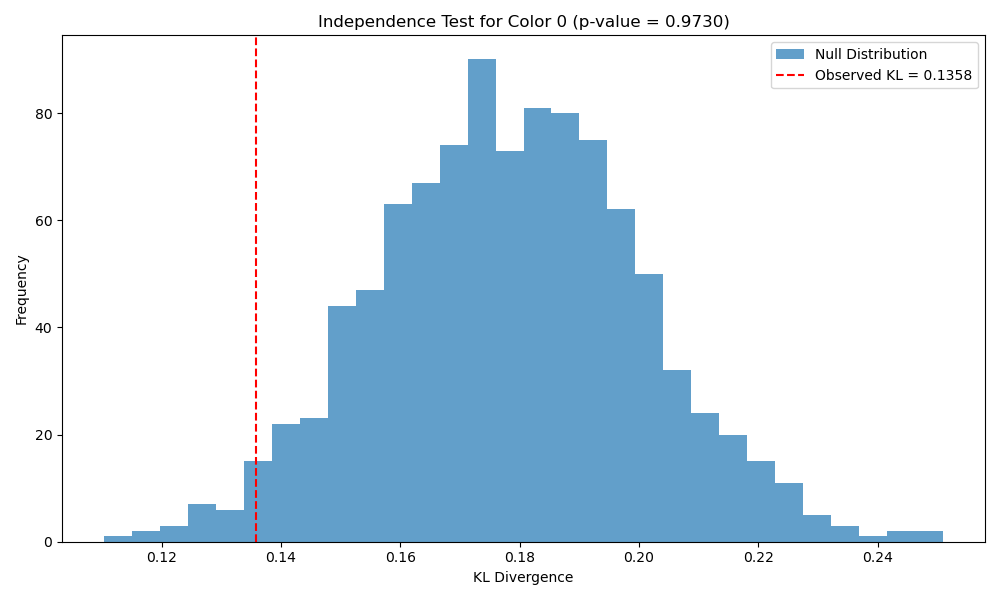 Independence Test for Color 0 (p-value = 0.9730)
Null Distribution
Observed KL = 0.1358
Frequency
80
60
40
20
0
0.12 0.14 0.16 0.18 0.20 0.22 0.24
KL Divergence